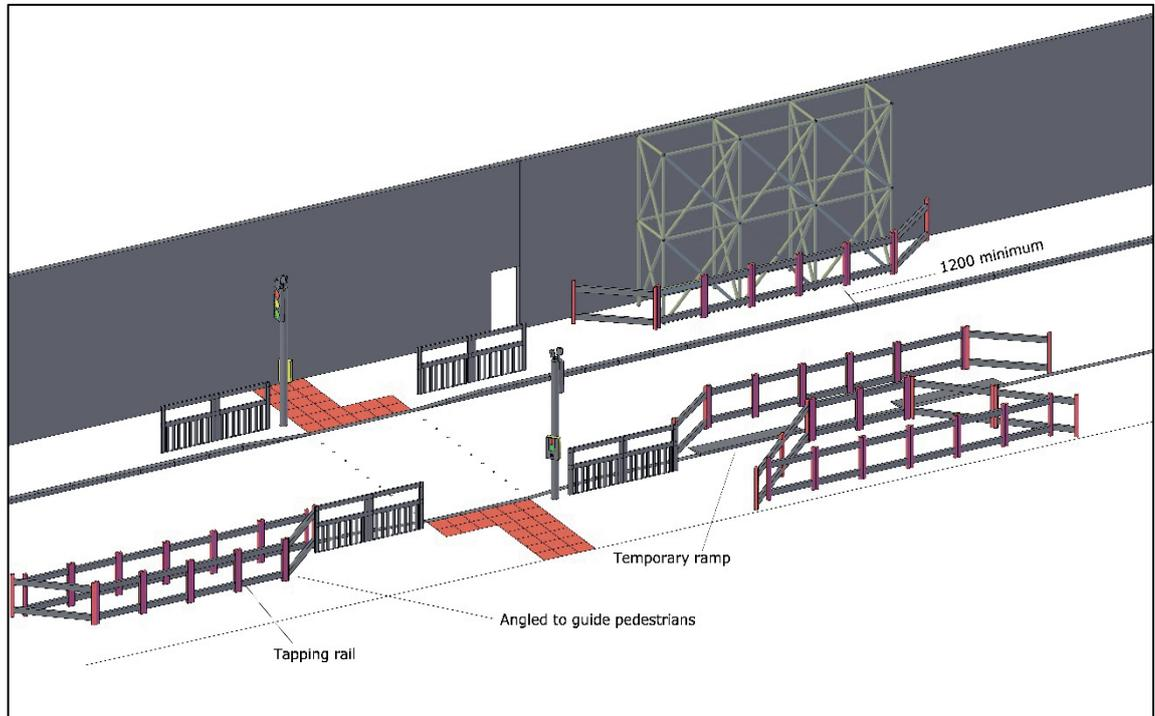 1200 minimum
Temporary ramp
Angled to guide pedestrians
Tapping rail